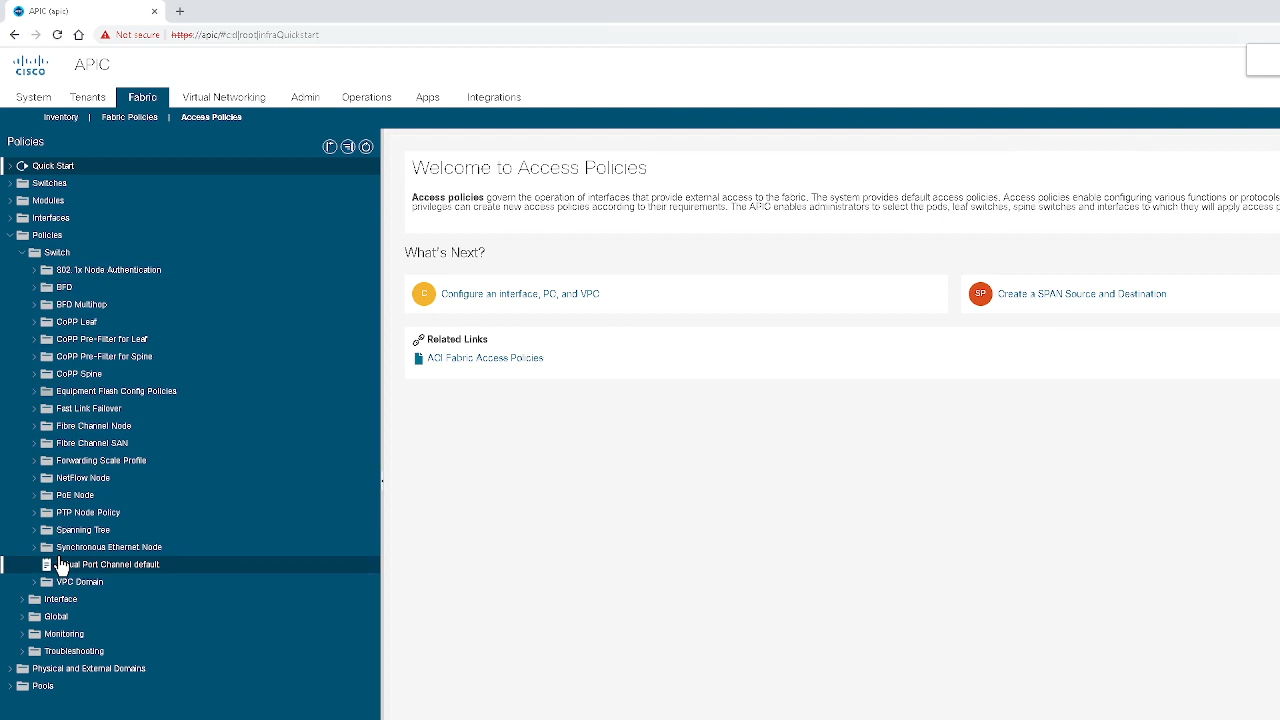 APIC (apic)
Not secure | https://apic/#c:d|root|infraQuickstart
CISCO APIC
System Tenants Fabric Virtual Networking Admin Operations Apps Integrations
Inventory | Fabric Policies | Access Policies
Policies
Quick Start
Switches
Modules
Interfaces
Policies
Switch
802.1x Node Authentication
BFD
BFD Multihop
CoPP Leaf
CoPP Pre-Filter for Leaf
CoPP Pre-Filter for Spine
CoPP Spine
Equipment Flash Config Policies
Fast Link Failover
Fibre Channel Node
Fibre Channel SAN
Forwarding Scale Profile
NetFlow Node
PoE Node
PTP Node Policy
Spanning Tree
Synchronous Ethernet Node
Port Channel default
VPC Domain
Interface
Global
Monitoring
Troubleshooting
Physical and External Domains
Pools
Welcome to Access Policies
Access policies govern the operation of interfaces that provide external access to the fabric. The system provides default access policies. Access policies enable configuring various functions or protocols
privileges can create new access policies according to their requirements. The APIC enables administrators to select the pods, leaf switches, spine switches and interfaces to which they will apply access
What's Next?
C Configure an interface, PC, and VPC
SP Create a SPAN Source and Destination
Related Links
ACI Fabric Access Policies